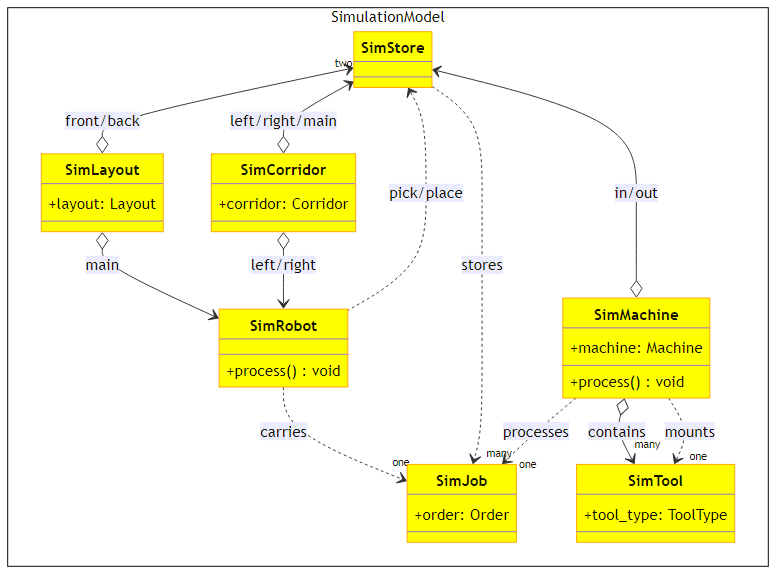 SimulationModel
SimStore
two
front/back
left/right/main
SimLayout
+layout: Layout
SimCorridor
+corridor: Corridor
pick/place
in/out
main
left/right
stores
SimRobot
+process() : void
SimMachine
+machine: Machine
+process() : void
carries
processes
contains
mounts
one
many
one
many
one
SimJob
+order: Order
SimTool
+tool_type: ToolType